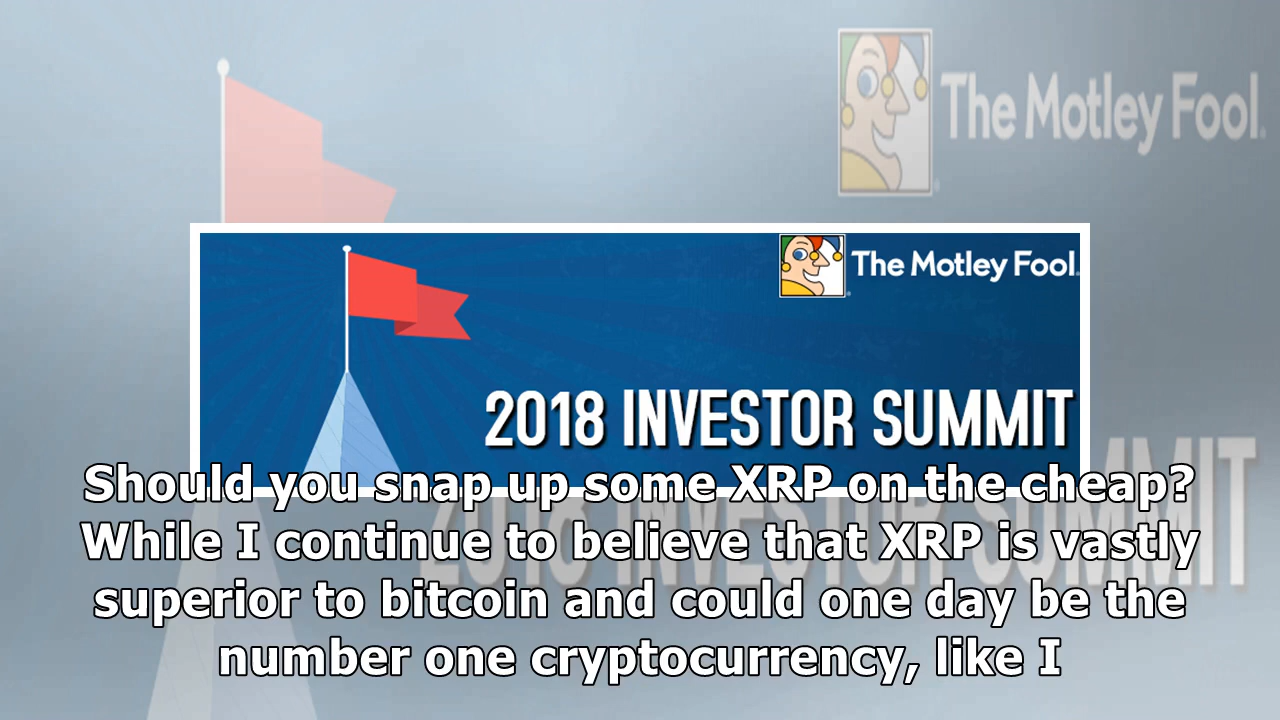 The Motley Fool.
The Motley Fool.
2018 INVESTOR SUMMIT
Should you snap up some XRP on the cheap?
While I continue to believe that XRP is vastly
superior to bitcoin and could one day be the
number one cryptocurrency, like I